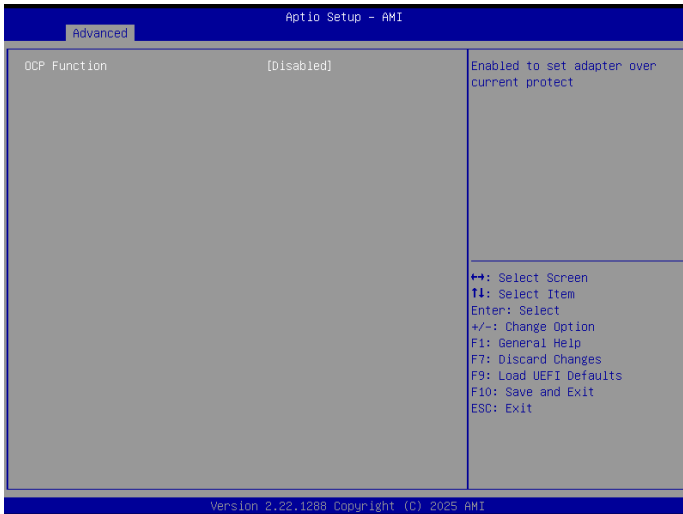 Aptio Setup – AMI
Advanced
OCP Function [Disabled]
Enabled to set adapter over
current protect
↔: Select Screen
↑↓: Select Item
Enter: Select
+/-: Change Option
F1: General Help
F7: Discard Changes
F9: Load UEFI Defaults
F10: Save and Exit
ESC: Exit
Version 2.22.1288 Copyright (C) 2025 AMI